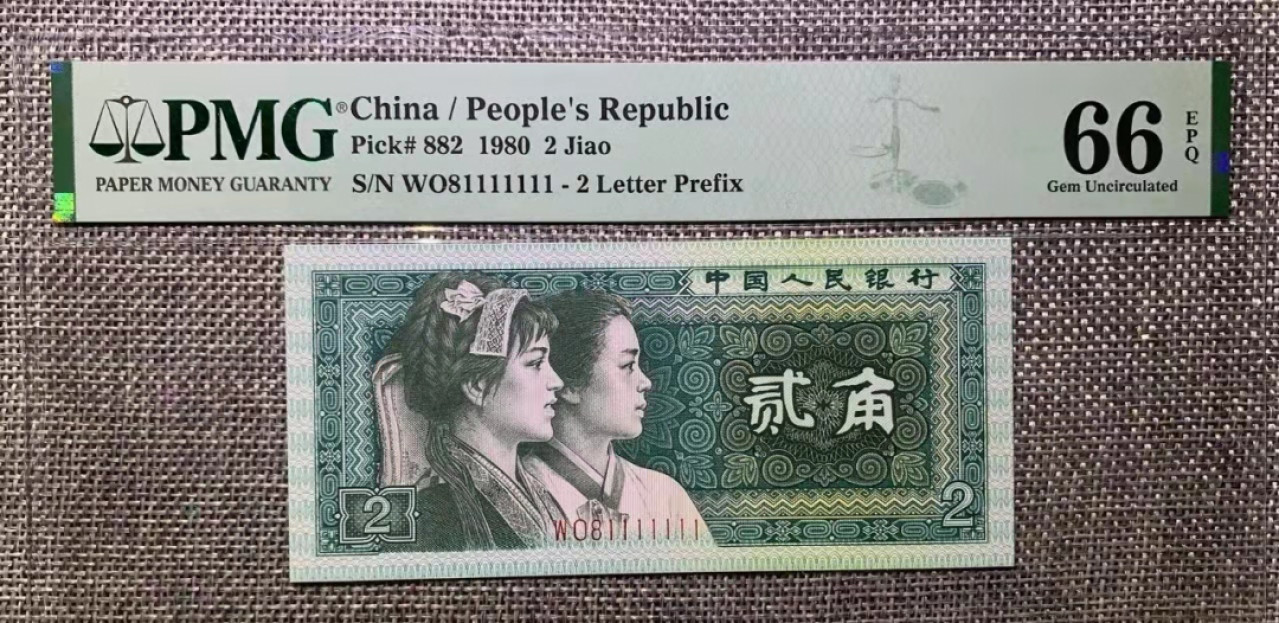 PMG®
PAPER MONEY GUARANTY
China / People's Republic
Pick# 882 1980 2 Jiao
S/N WO81111111 - 2 Letter Prefix
66
EPQ
Gem Uncirculated
中国人民银行
贰角
2
2
WO81111111